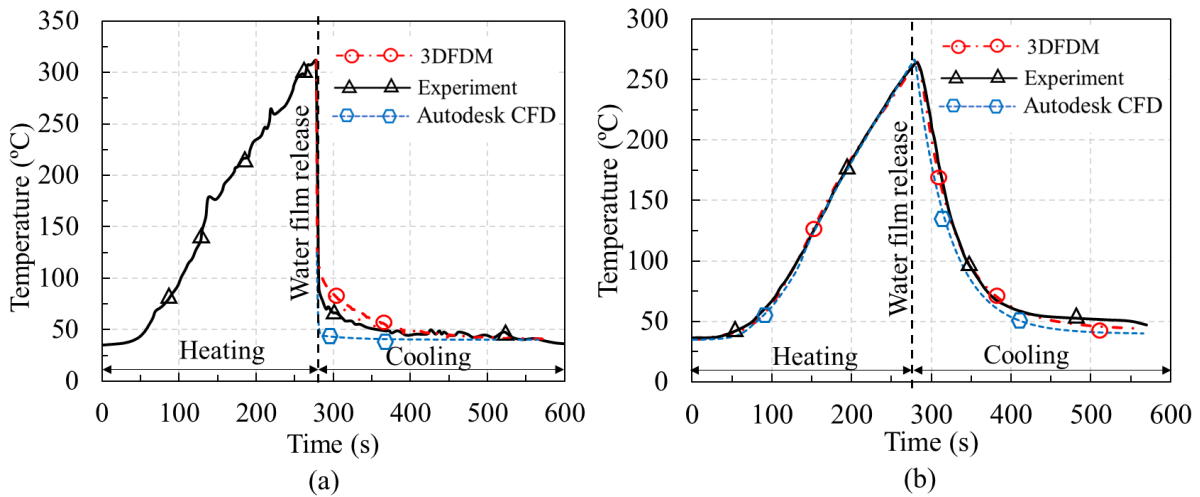 350
300
250
200
150
100
50
0
Temperature (ºC)
3DFDM
Experiment
Autodesk CFD
Water film release
Heating
Cooling
0 100 200 300 400 500 600
Time (s)
(a)
300
250
200
150
100
50
0
Temperature (ºC)
3DFDM
Experiment
Autodesk CFD
Water film release
Heating
Cooling
0 100 200 300 400 500 600
Time (s)
(b)